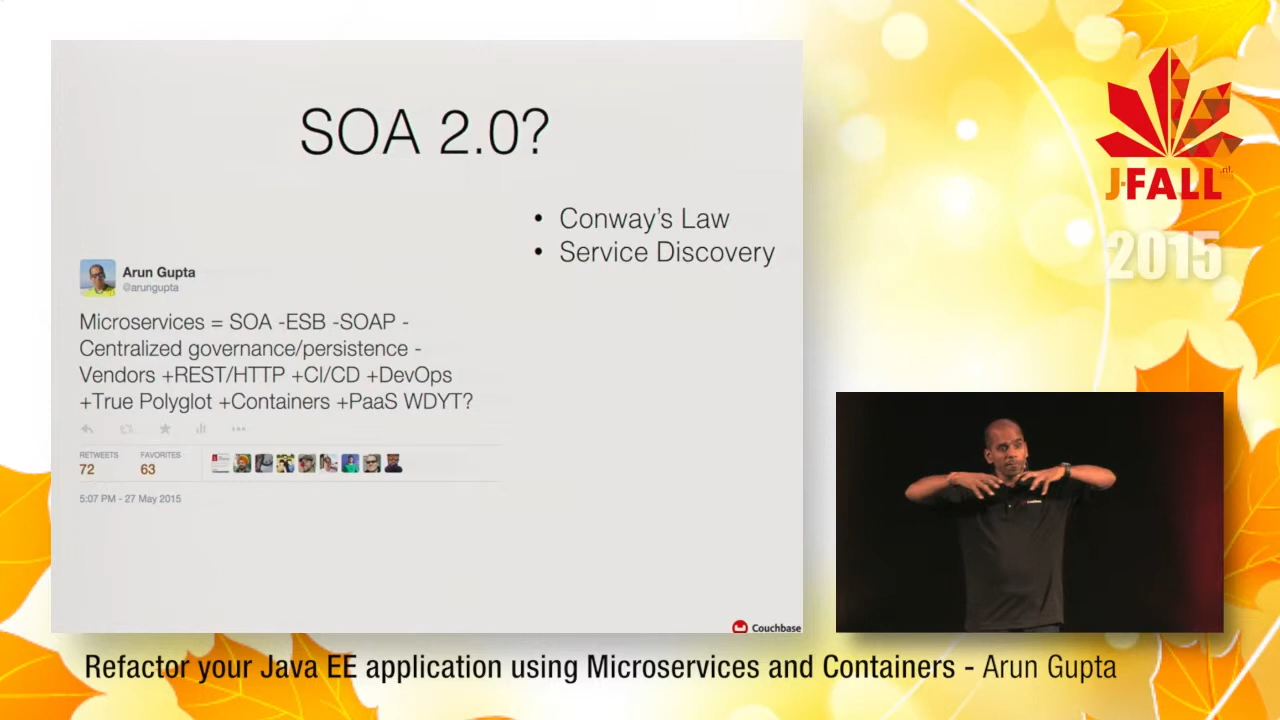 SOA 2.0?
• Conway's Law
• Service Discovery
Arun Gupta
@arungupta
Microservices = SOA -ESB -SOAP -
Centralized governance/persistence -
Vendors +REST/HTTP +CI/CD +DevOps
+True Polyglot +Containers +PaaS WDYT?
RETWEETS
72
FAVORITES
63
5:07 PM - 27 May 2015
Couchbase
J-FALL
.nl
2015
Refactor your Java EE application using Microservices and Containers - Arun Gupta